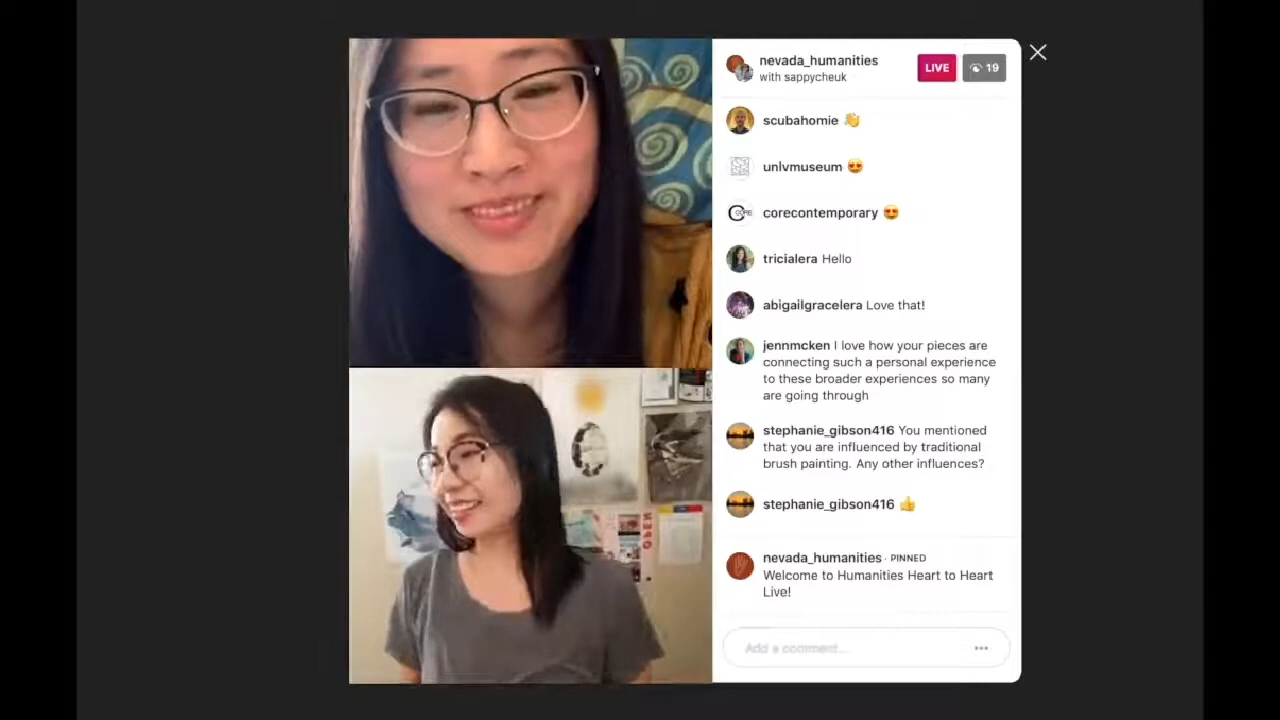 nevada_humanities
with sappycheuk
LIVE
19
scubahomie 👋
unlvmuseum 😍
CORE
corecontemporary 😍
tricialera Hello
abigailgracelera Love that!
jennmcken I love how your pieces are
connecting such a personal experience
to these broader experiences so many
are going through
stephanie_gibson416 You mentioned
that you are influenced by traditional
brush painting. Any other influences?
stephanie_gibson416 👍
nevada_humanities · PINNED
Welcome to Humanities Heart to Heart
Live!
Add a comment...